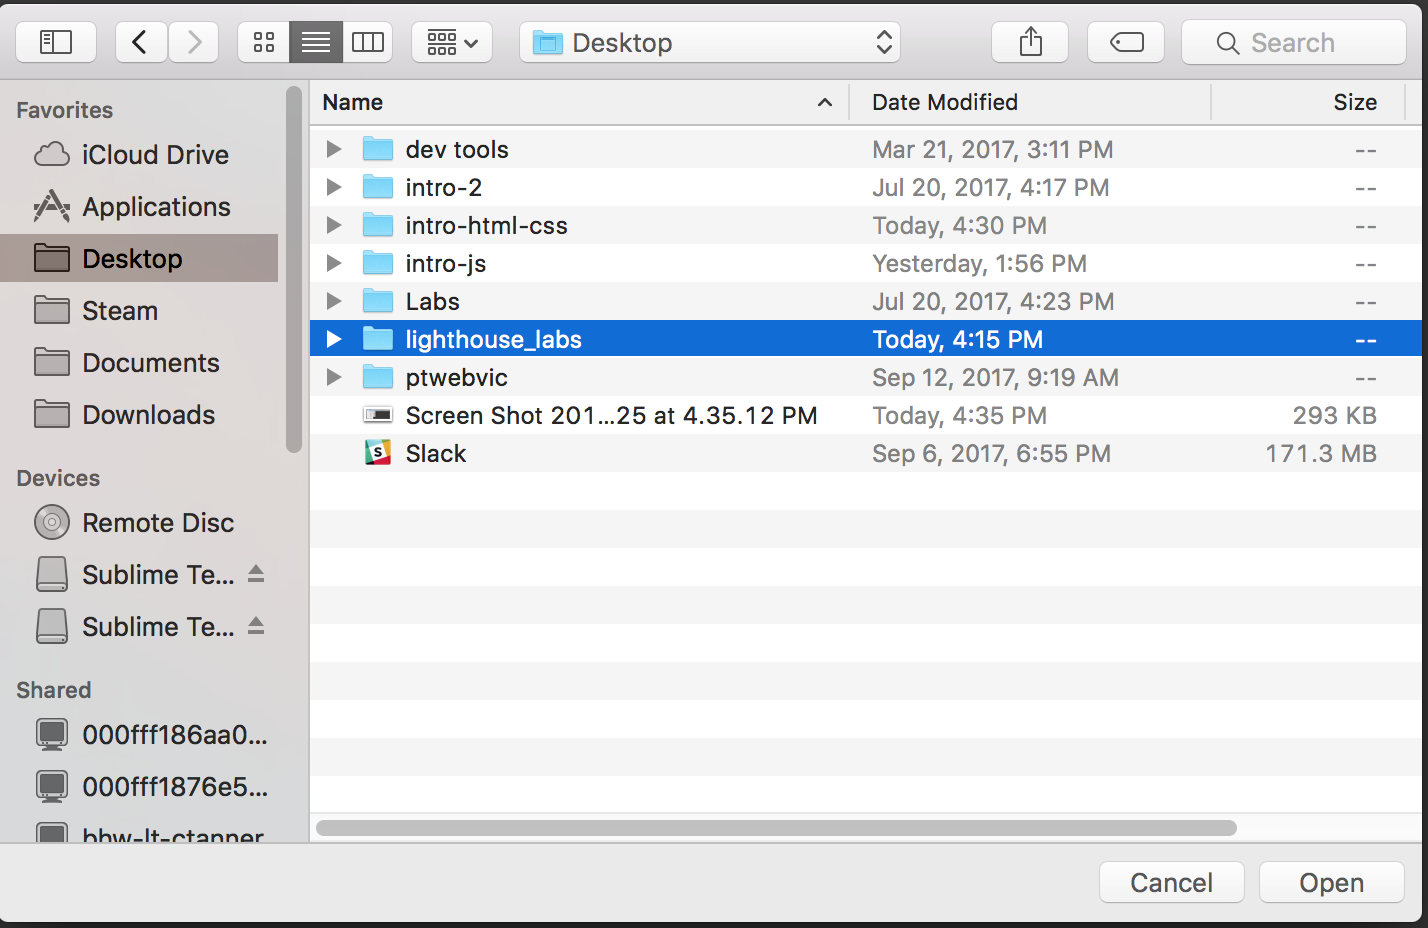 Desktop
Search
Favorites
iCloud Drive
Applications
Desktop
Steam
Documents
Downloads
Devices
Remote Disc
Sublime Te...
Sublime Te...
Shared
000fff186aa0...
000fff1876e5...
bhw-lt-ctanner
Name Date Modified Size
dev tools Mar 21, 2017, 3:11 PM --
intro-2 Jul 20, 2017, 4:17 PM --
intro-html-css Today, 4:30 PM --
intro-js Yesterday, 1:56 PM --
Labs Jul 20, 2017, 4:23 PM --
lighthouse_labs Today, 4:15 PM --
ptwebvic Sep 12, 2017, 9:19 AM --
Screen Shot 201...25 at 4.35.12 PM Today, 4:35 PM 293 KB
Slack Sep 6, 2017, 6:55 PM 171.3 MB
Cancel Open